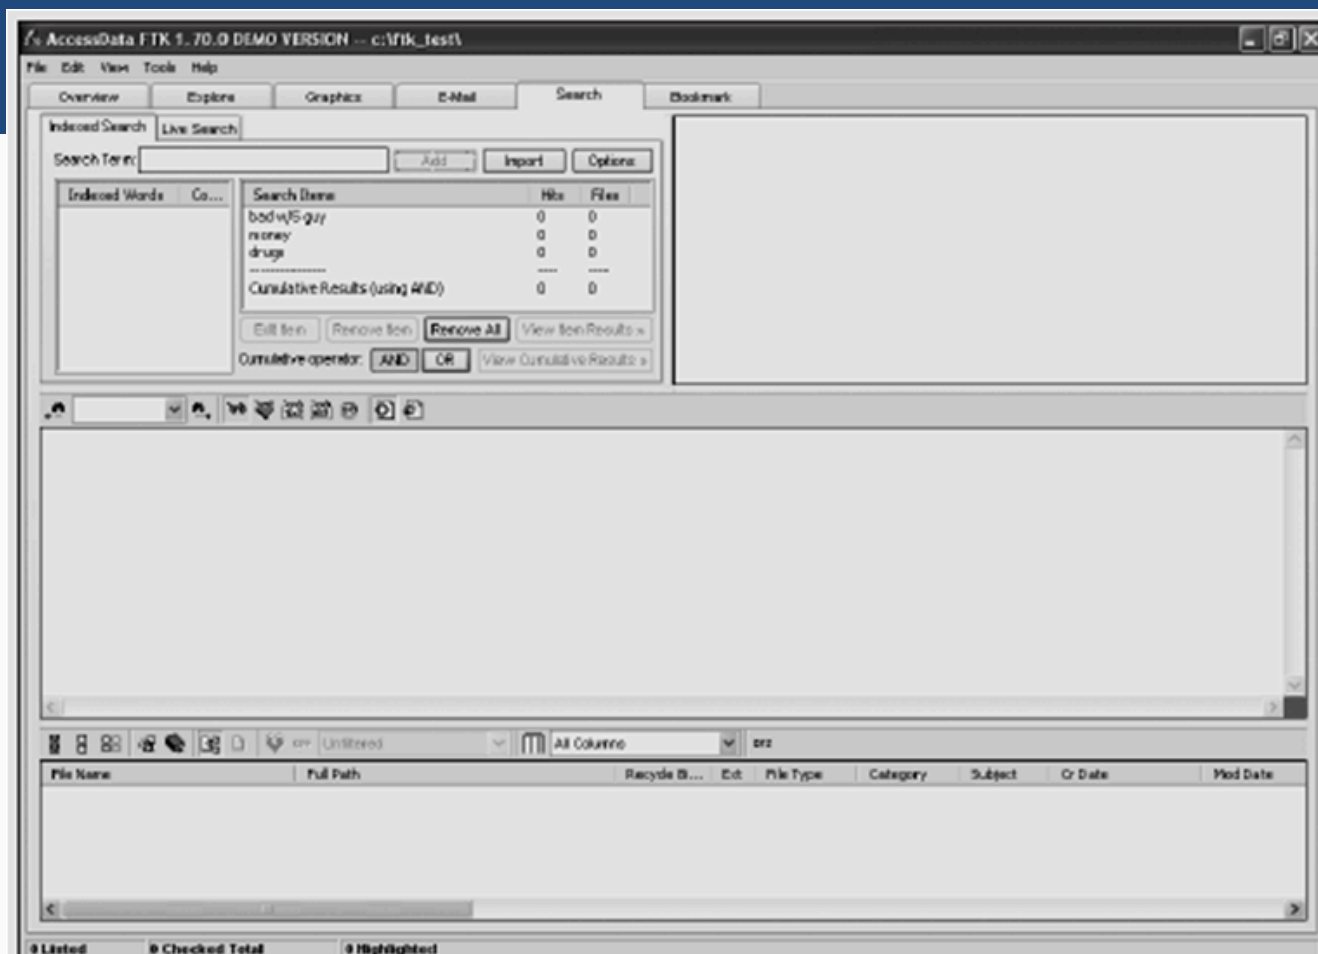 AccessData FTK 1.70.0 DEMO VERSION -- c:\ftk_test\
File Edit View Tools Help
Overview Explore Graphics E-Mail Search Bookmark
Indexed Search Live Search
Search Term: Add Import Options
Indexed Words Co... Search Items Hits Files
bad w/5 guy 0 0
money 0 0
drugs 0 0
--------------- ---- ----
Cumulative Results (using AND) 0 0
Edit Item Remove Item Remove All View Item Results »
Cumulative operator: AND OR View Cumulative Results »
Unfiltered All Columns
File Name Full Path Recycle Bi... Ext File Type Category Subject Cr Date Mod Date
0 Listed 0 Checked Total 0 Highlighted